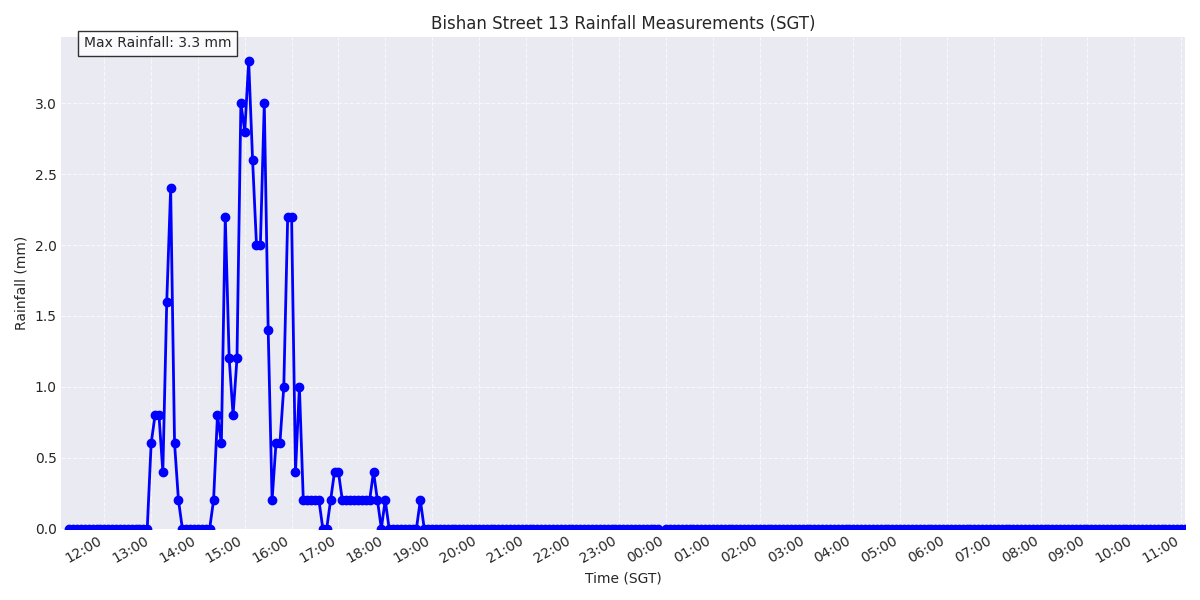 Bishan Street 13 Rainfall Measurements (SGT)
Max Rainfall: 3.3 mm
Rainfall (mm)
3.0
2.5
2.0
1.5
1.0
0.5
0.0
12:00 13:00 14:00 15:00 16:00 17:00 18:00 19:00 20:00 21:00 22:00 23:00 00:00 01:00 02:00 03:00 04:00 05:00 06:00 07:00 08:00 09:00 10:00 11:00
Time (SGT)